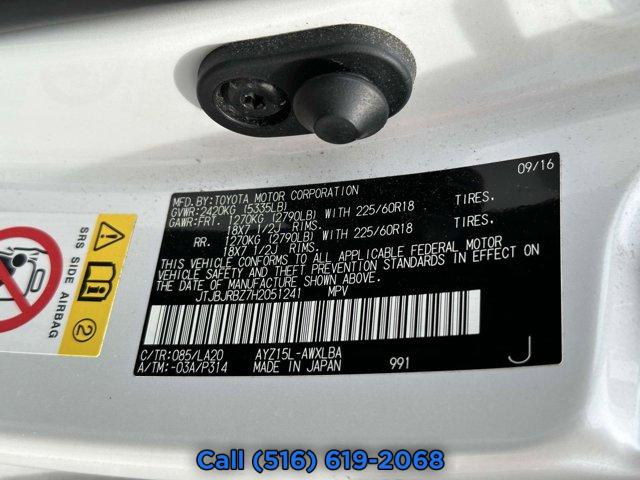 09/16
MFD.BY:TOYOTA MOTOR CORPORATION
GVWR:2420KG (5335LB)
GAWR:FRT. 1270KG (2790LB) WITH 225/60R18 TIRES,
18X7 1/2J RIMS.
RR. 1270KG (2790LB) WITH 225/60R18 TIRES,
18X7 1/2J RIMS.
THIS VEHICLE CONFORMS TO ALL APPLICABLE FEDERAL MOTOR
VEHICLE SAFETY AND THEFT PREVENTION STANDARDS IN EFFECT ON
THE DATE OF MANUFACTURE SHOWN ABOVE.
JTJBJRBZ7H2051241 MPV
C/TR:085/LA20 AYZ15L-AWXLBA
A/TM:-03A/P314 MADE IN JAPAN 991 J
SRS SIDE AIRBAG
2
2
Call (516) 619-2068